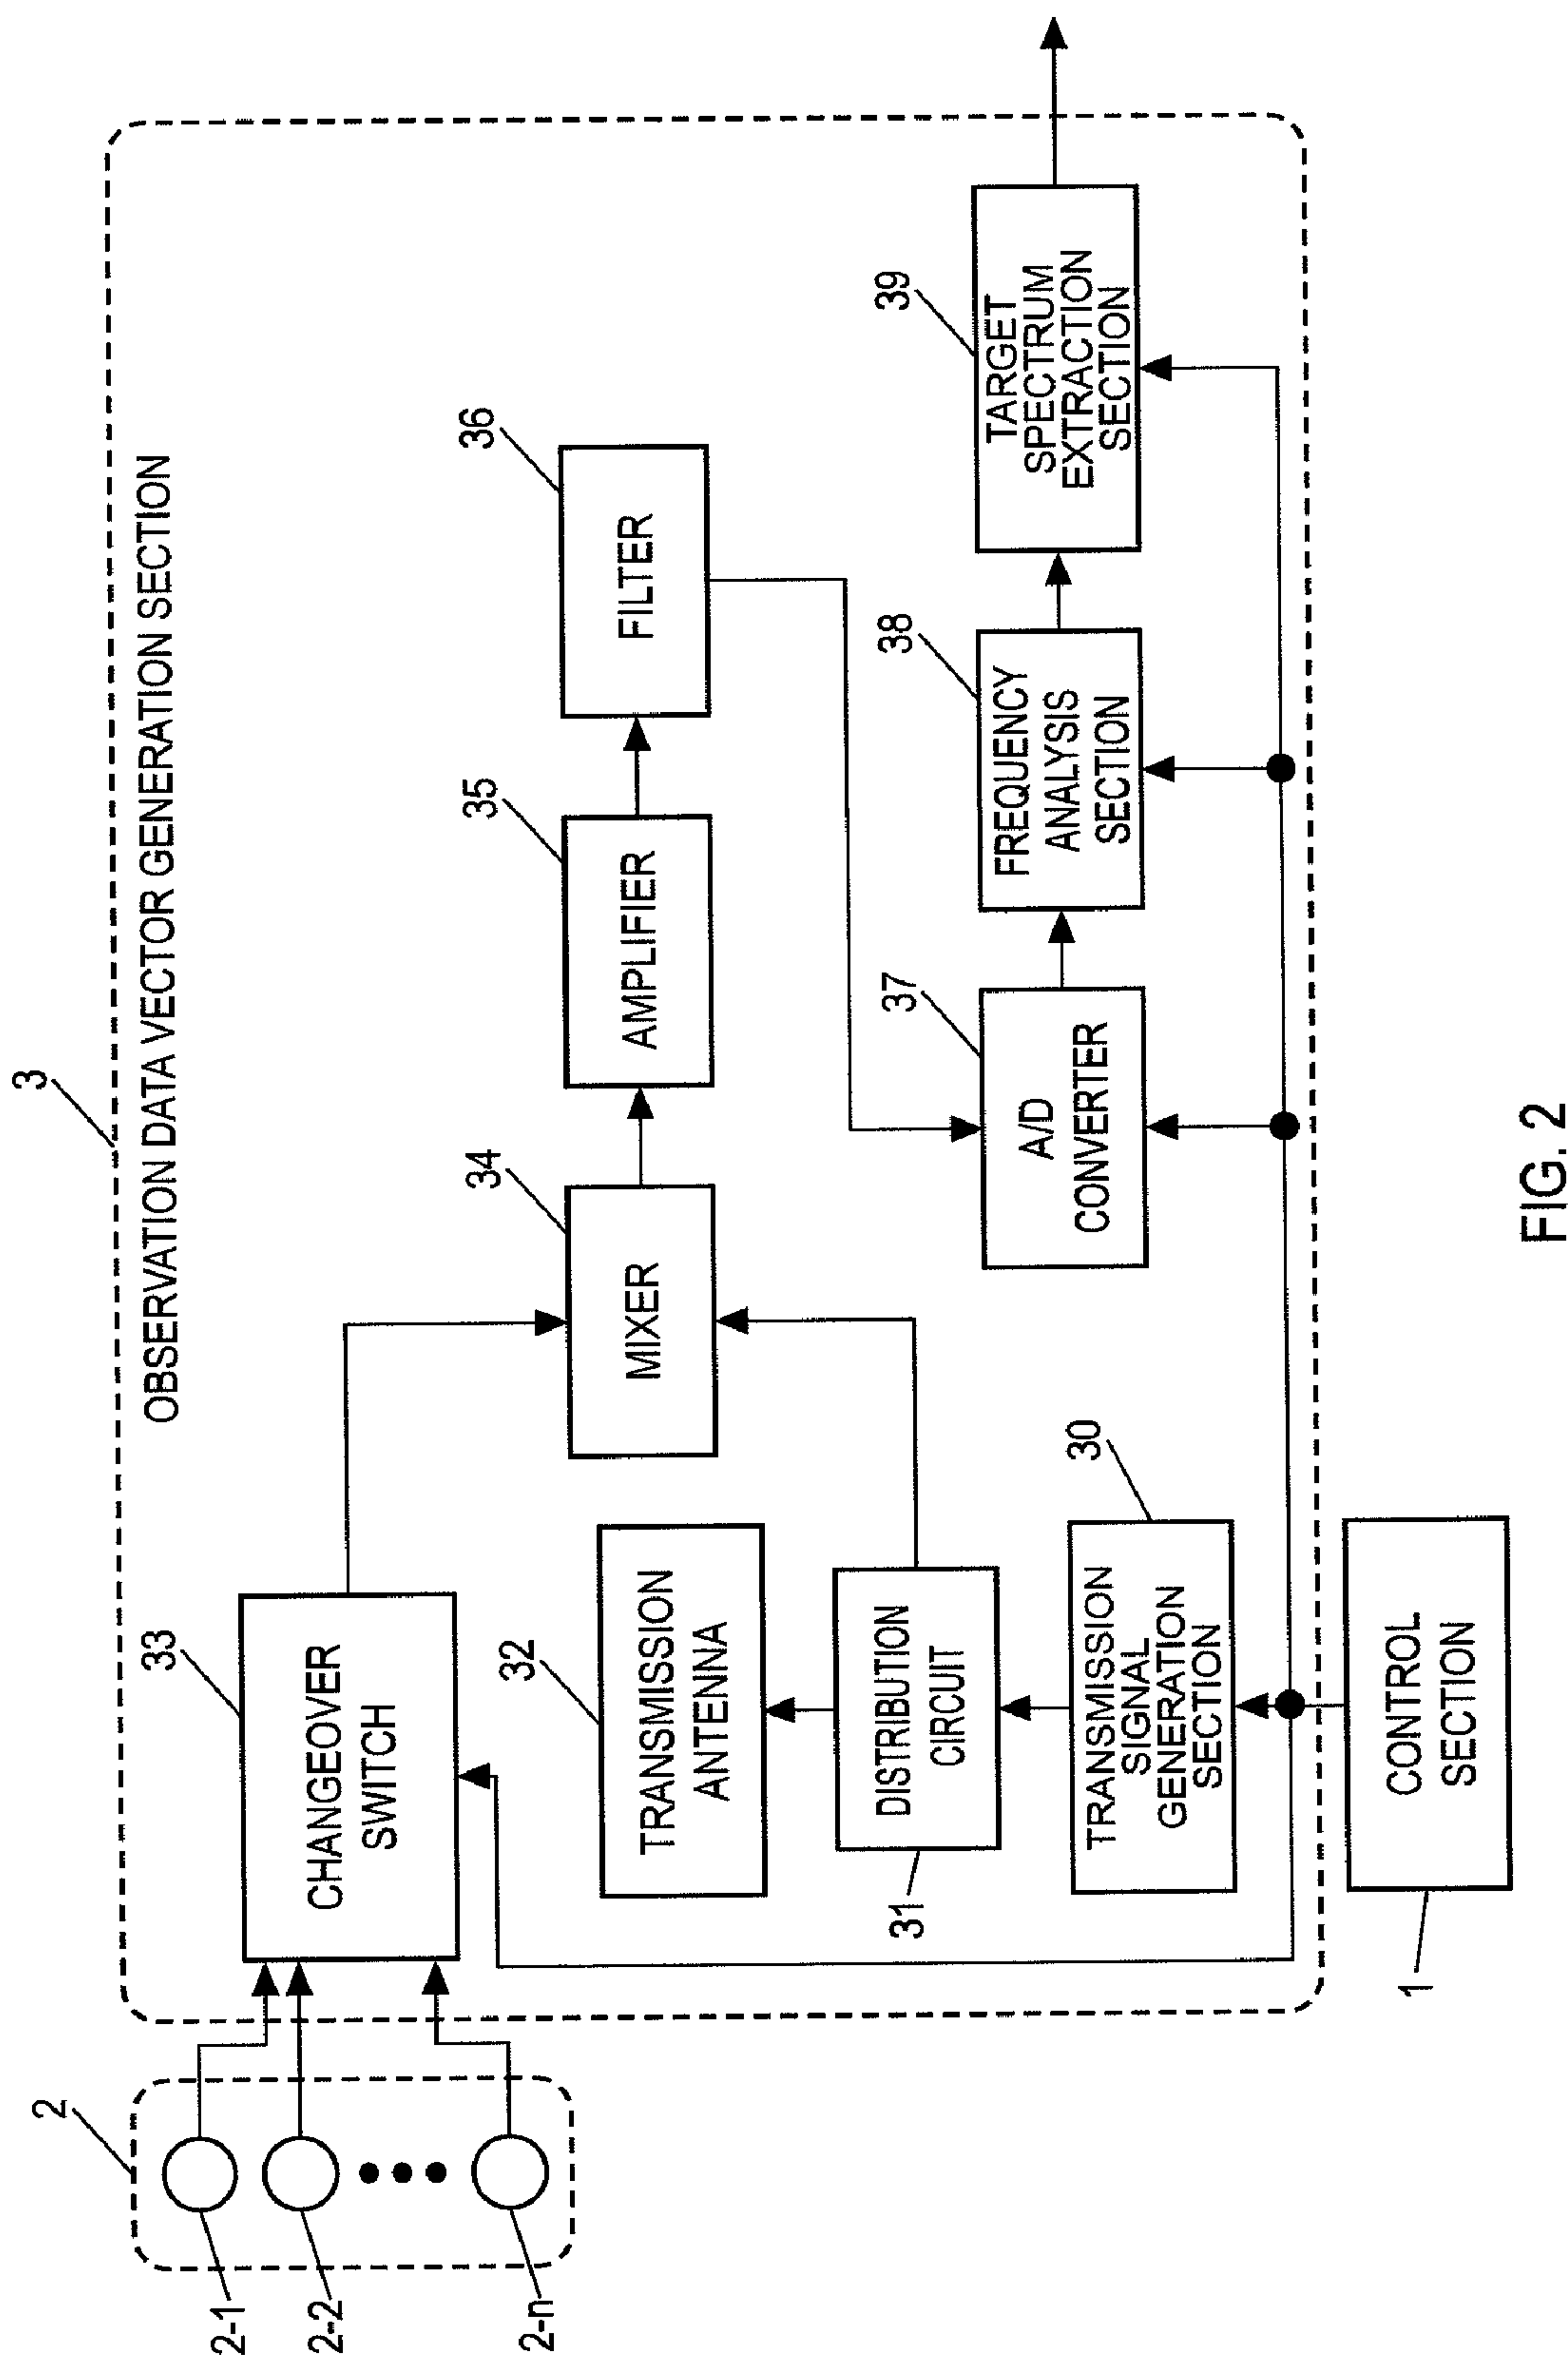 3
OBSERVATION DATA VECTOR GENERATION SECTION
2
2-1
2-2
2-n
33
CHANGEOVER
SWITCH
32
TRANSMISSION
ANTENNA
31
DISTRIBUTION
CIRCUIT
30
TRANSMISSION
SIGNAL
GENERATION
SECTION
1
CONTROL
SECTION
34
MIXER
35
AMPLIFIER
36
FILTER
37
A/D
CONVERTER
38
FREQUENCY
ANALYSIS
SECTION
39
TARGET
SPECTRUM
EXTRACTION
SECTION
FIG. 2